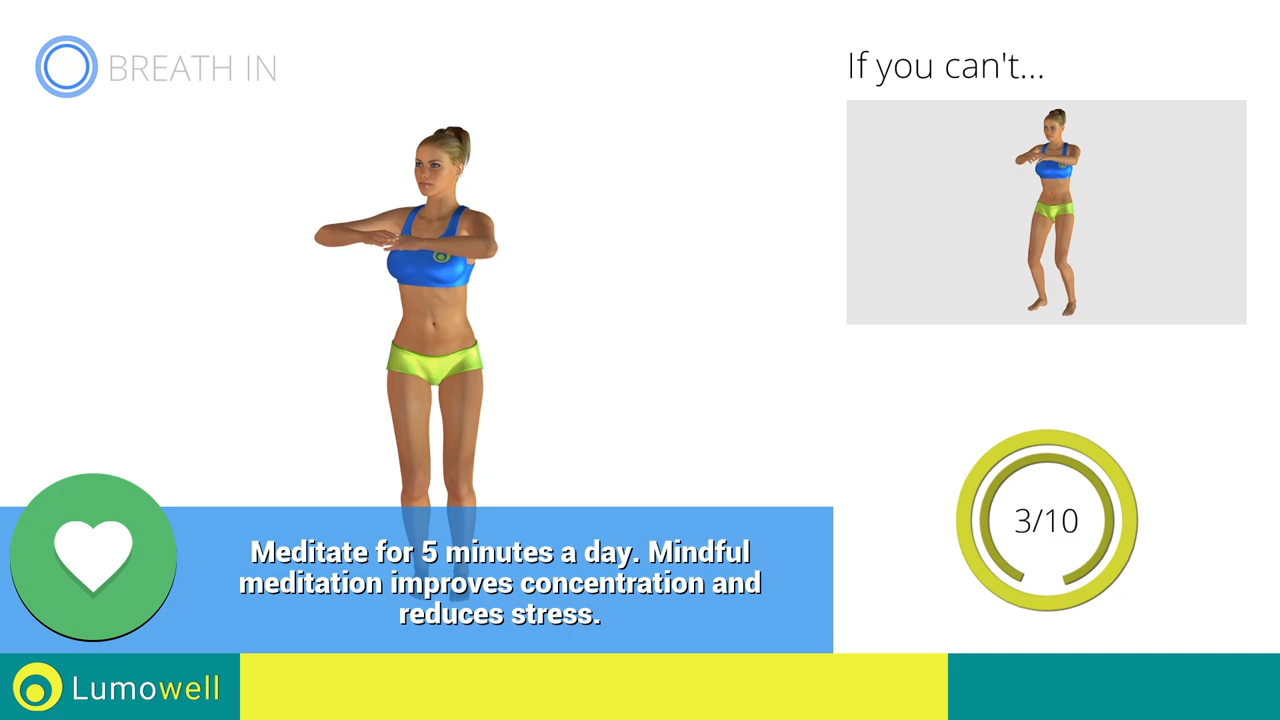 BREATH IN
If you can't...
3/10
Meditate for 5 minutes a day. Mindful
meditation improves concentration and
reduces stress.
Lumowell